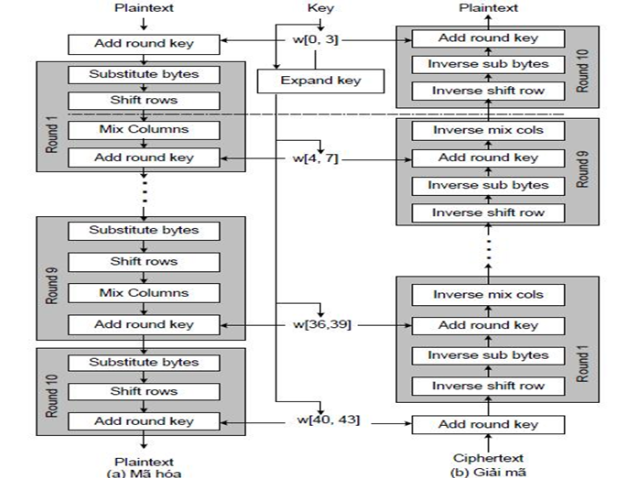 Plaintext
Add round key
Round 1
Substitute bytes
Shift rows
Mix Columns
Add round key
Round 9
Substitute bytes
Shift rows
Mix Columns
Add round key
Round 10
Substitute bytes
Shift rows
Add round key
Plaintext
(a) Mã hóa
Key
w[0, 3]
Expand key
w[4, 7]
w[36,39]
w[40, 43]
Plaintext
Add round key
Inverse sub bytes
Inverse shift row
Round 10
Inverse mix cols
Add round key
Inverse sub bytes
Inverse shift row
Round 9
Inverse mix cols
Add round key
Inverse sub bytes
Inverse shift row
Round 1
Add round key
Ciphertext
(b) Giải mã